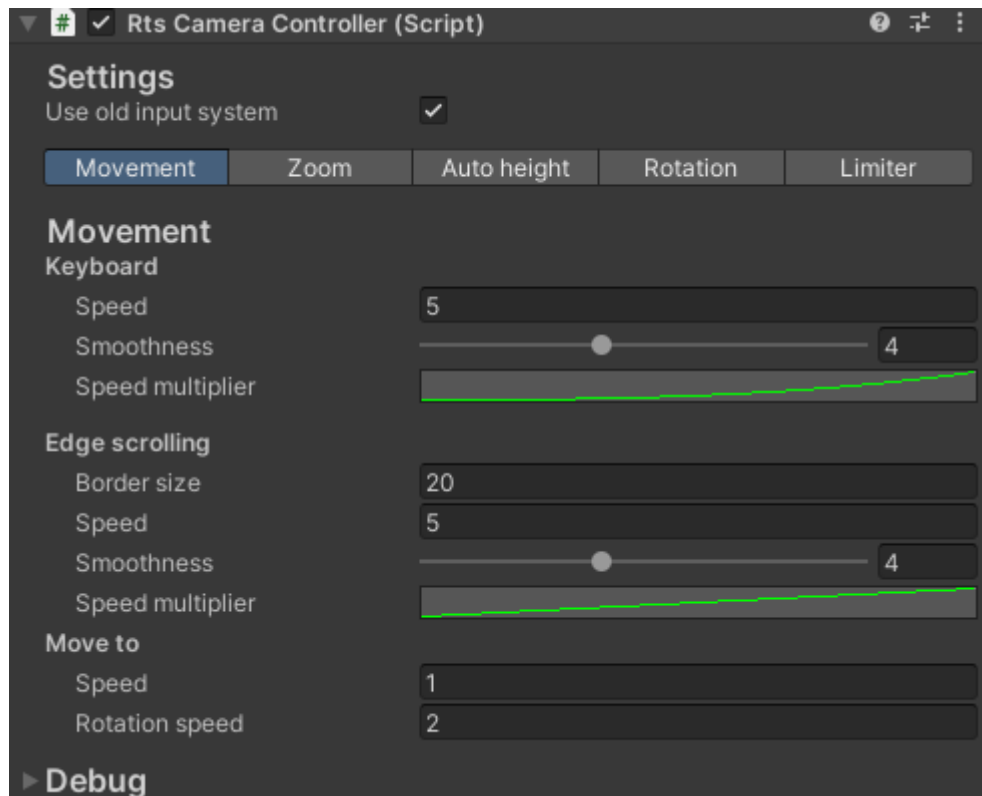 # Rts Camera Controller (Script)
Settings
Use old input system
Movement Zoom Auto height Rotation Limiter
Movement
Keyboard
Speed 5
Smoothness 4
Speed multiplier
Edge scrolling
Border size 20
Speed 5
Smoothness 4
Speed multiplier
Move to
Speed 1
Rotation speed 2
Debug